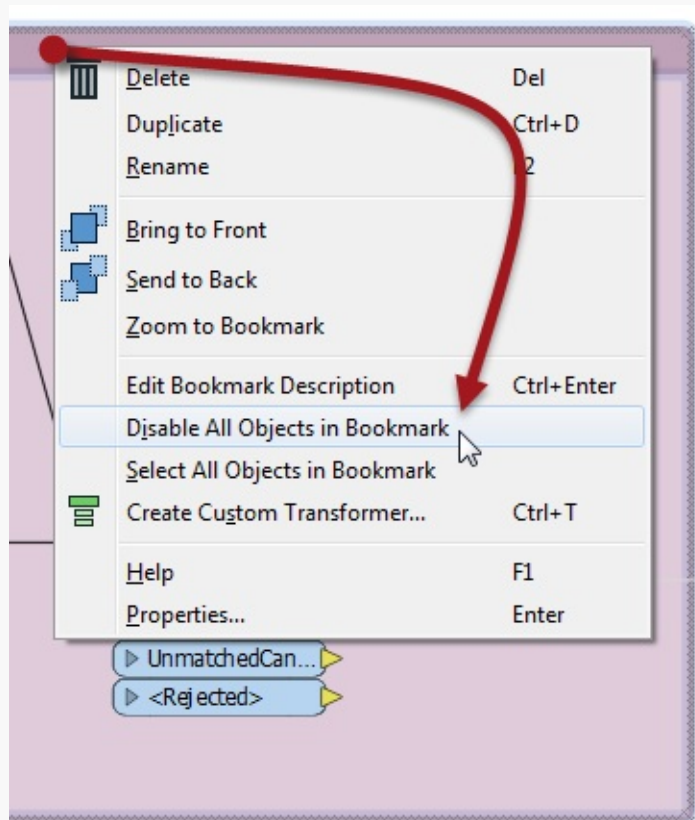 Delete Del
Duplicate Ctrl+D
Rename
Bring to Front
Send to Back
Zoom to Bookmark
Edit Bookmark Description Ctrl+Enter
Disable All Objects in Bookmark
Select All Objects in Bookmark
Create Custom Transformer... Ctrl+T
Help F1
Properties... Enter
UnmatchedCan...
<Rejected>